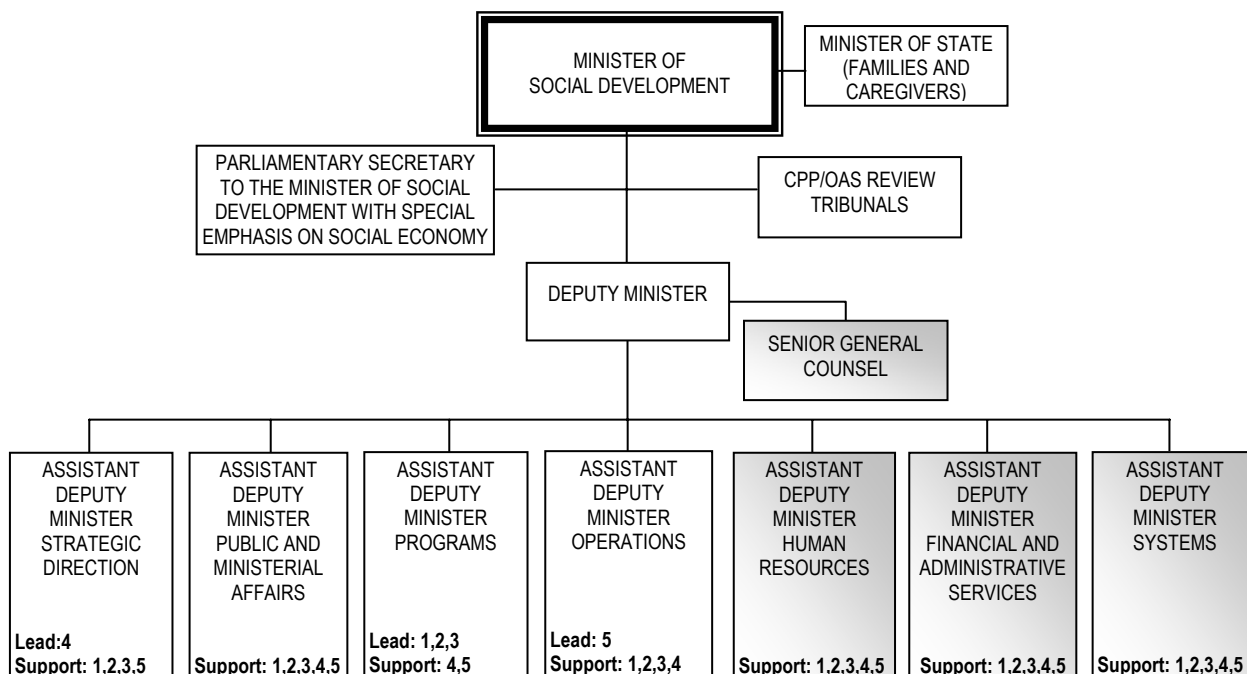 MINISTER OF
SOCIAL DEVELOPMENT
MINISTER OF STATE
(FAMILIES AND
CAREGIVERS)
PARLIAMENTARY SECRETARY
TO THE MINISTER OF SOCIAL
DEVELOPMENT WITH SPECIAL
EMPHASIS ON SOCIAL ECONOMY
CPP/OAS REVIEW
TRIBUNALS
DEPUTY MINISTER
SENIOR GENERAL
COUNSEL
ASSISTANT
DEPUTY
MINISTER
STRATEGIC
DIRECTION
Lead:4
Support: 1,2,3,5
ASSISTANT
DEPUTY
MINISTER
PUBLIC AND
MINISTERIAL
AFFAIRS
Support: 1,2,3,4,5
ASSISTANT
DEPUTY
MINISTER
PROGRAMS
Lead: 1,2,3
Support: 4,5
ASSISTANT
DEPUTY
MINISTER
OPERATIONS
Lead: 5
Support: 1,2,3,4
ASSISTANT
DEPUTY
MINISTER
HUMAN
RESOURCES
Support: 1,2,3,4,5
ASSISTANT
DEPUTY
MINISTER
FINANCIAL AND
ADMINISTRATIVE
SERVICES
Support: 1,2,3,4,5
ASSISTANT
DEPUTY
MINISTER
SYSTEMS
Support: 1,2,3,4,5